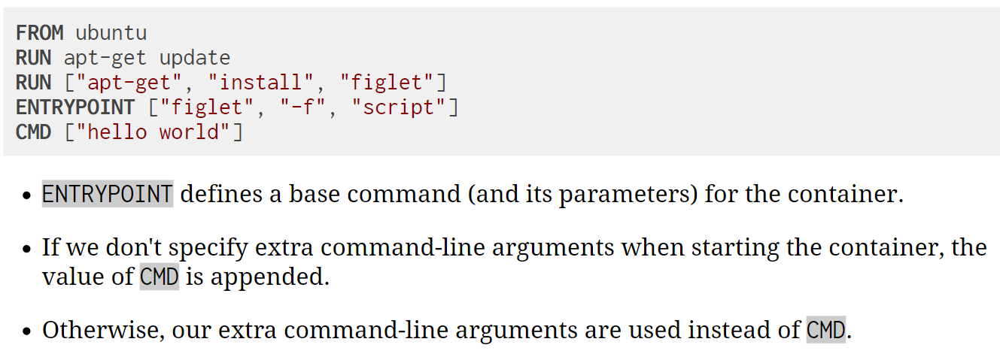 FROM ubuntu
RUN apt-get update
RUN ["apt-get", "install", "figlet"]
ENTRYPOINT ["figlet", "-f", "script"]
CMD ["hello world"]
• ENTRYPOINT defines a base command (and its parameters) for the container.
• If we don't specify extra command-line arguments when starting the container, the
value of CMD is appended.
• Otherwise, our extra command-line arguments are used instead of CMD.